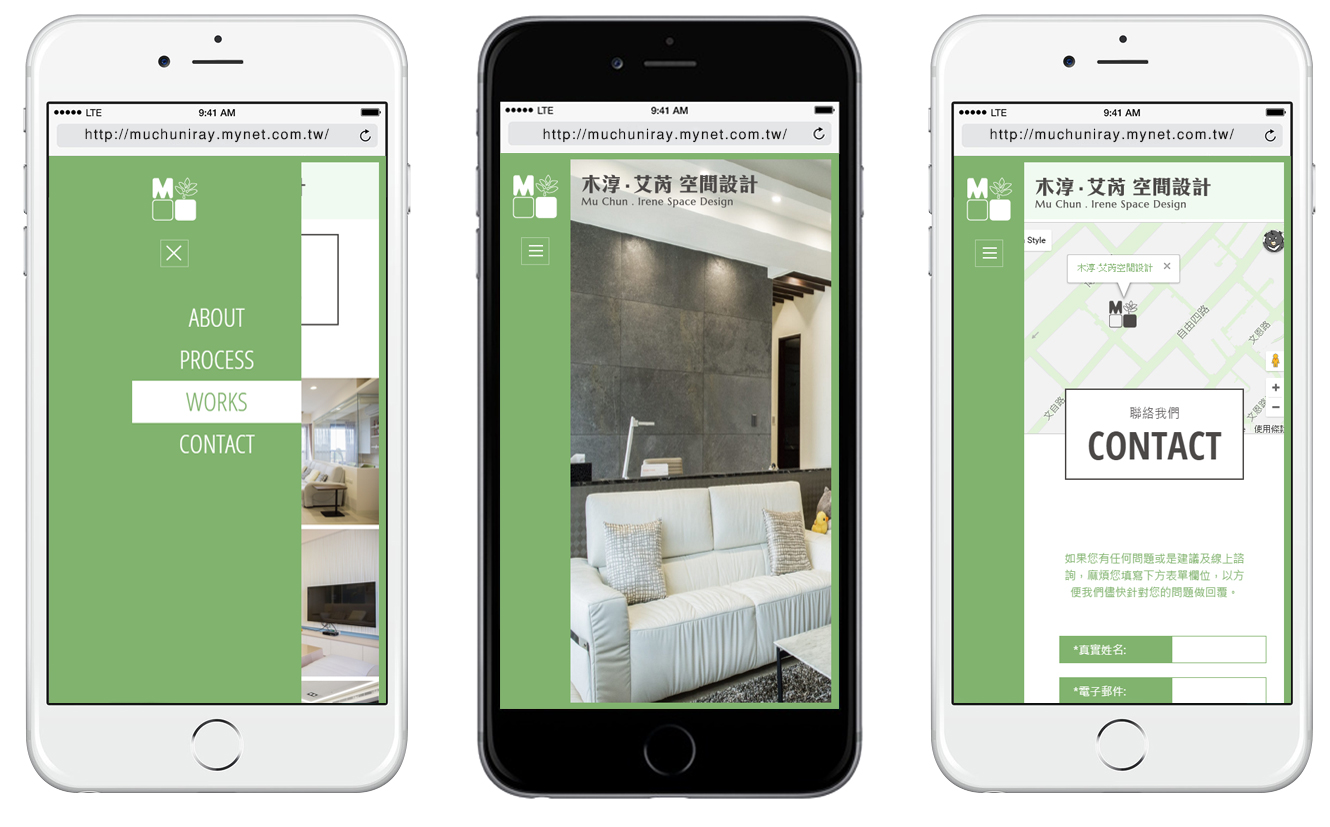 LTE 9:41 AM
http://muchuniray.mynet.com.tw/
M
ABOUT
PROCESS
WORKS
CONTACT
LTE 9:41 AM
http://muchuniray.mynet.com.tw/
M
木淳·艾芮 空間設計
Mu Chun . Irene Space Design
LTE 9:41 AM
http://muchuniray.mynet.com.tw/
M
木淳·艾芮 空間設計
Mu Chun . Irene Space Design
Style
木淳·艾芮空間設計
M
自由四路
文恩路
文自路
文恩路
使用條款
聯絡我們
CONTACT
如果您有任何問題或是建議及線上諮
詢，麻煩您填寫下方表單欄位，以方
便我們儘快針對您的問題做回覆。
*真實姓名:
*電子郵件: